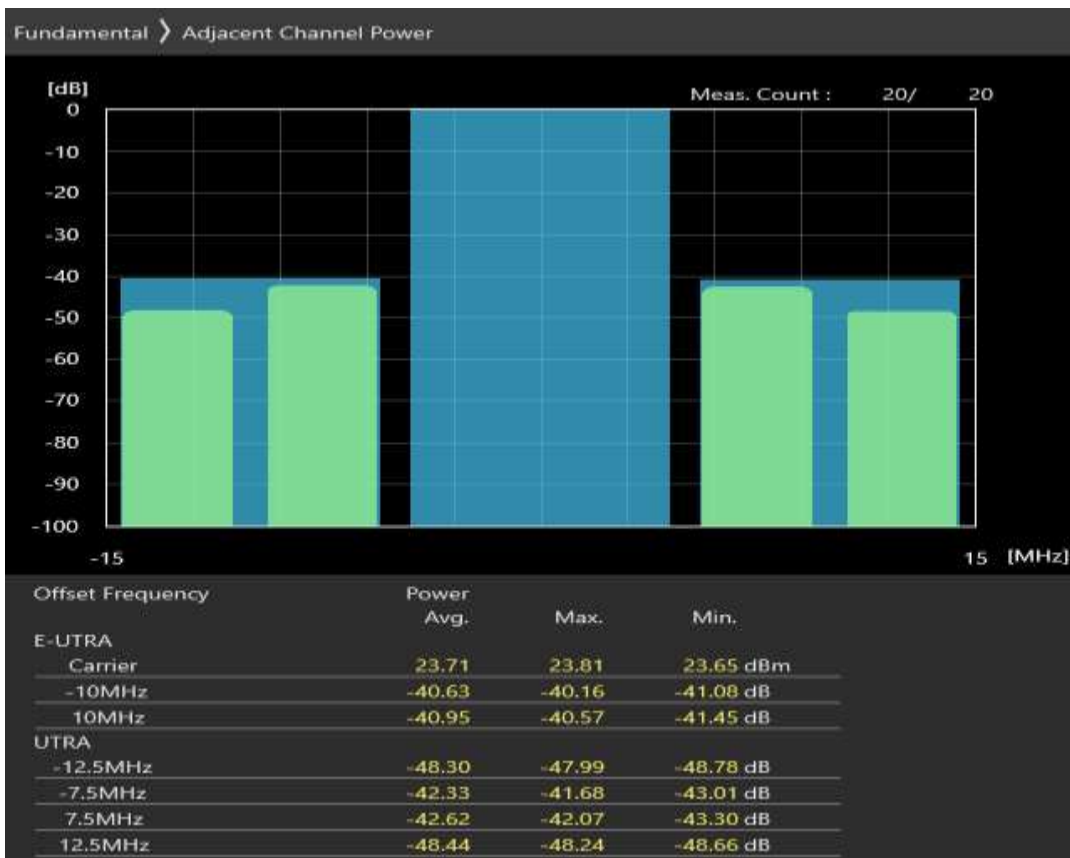 Fundamental ❯ Adjacent Channel Power
[dB]
Meas. Count : 20/ 20
0
-10
-20
-30
-40
-50
-60
-70
-80
-90
-100
-15 15 [MHz]
Offset Frequency Power
Avg. Max. Min.
E-UTRA
Carrier 23.71 23.81 23.65 dBm
-10MHz -40.63 -40.16 -41.08 dB
10MHz -40.95 -40.57 -41.45 dB
UTRA
-12.5MHz -48.30 -47.99 -48.78 dB
-7.5MHz -42.33 -41.68 -43.01 dB
7.5MHz -42.62 -42.07 -43.30 dB
12.5MHz -48.44 -48.24 -48.66 dB